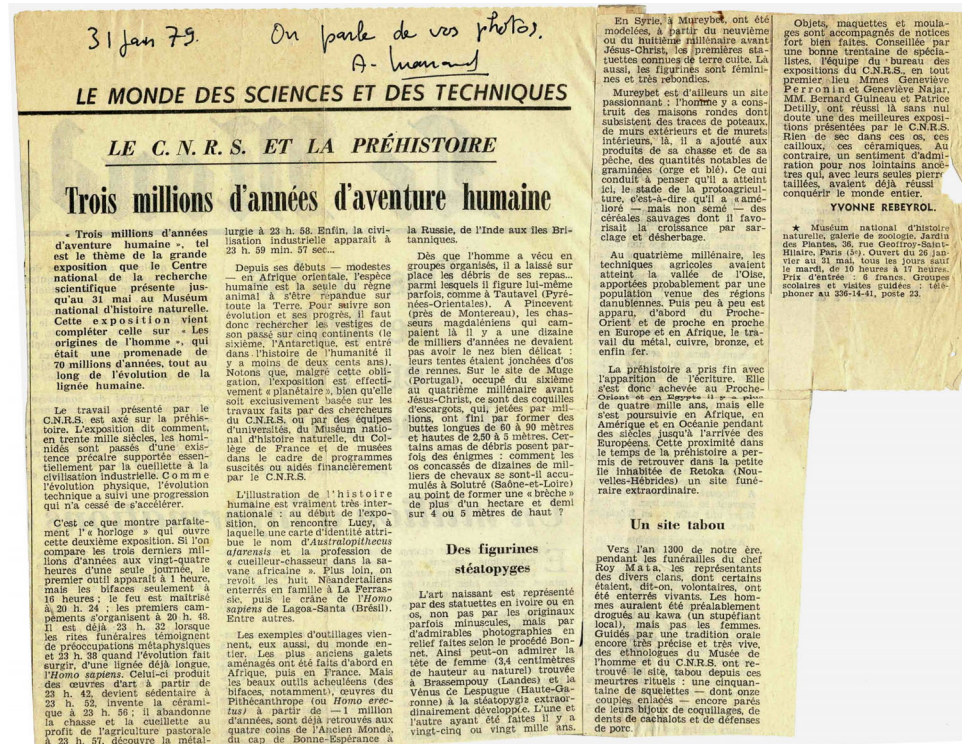 31 Jan 79.
On parle de vos photos.
LE MONDE DES SCIENCES ET DES TECHNIQUES
LE C.N.R.S. ET LA PRÉHISTOIRE
Trois millions d'années d'aventure humaine
« Trois millions d'années
d'aventure humaine », tel
est le thème de la grande
exposition que le Centre
national de la recherche
scientifique présente jus-
qu'au 31 mai au Muséum
national d'histoire naturelle.
Cette exposition vient
compléter celle sur « Les
origines de l'homme », qui
était une promenade de
70 millions d'années, tout au
long de l'évolution de la
lignée humaine.
Le travail présenté par le
C.N.R.S. est axé sur la préhis-
toire. L'exposition dit comment,
en trente mille siècles, les homi-
nidés sont passés d'une exis-
tence précaire supportée essen-
tiellement par la cueillette à la
civilisation industrielle. Comme
l'évolution physique, l'évolution
technique a suivi une progression
qui n'a cessé de s'accélérer.
C'est ce que montre parfaite-
ment l'« horloge » qui ouvre
cette deuxième exposition. Si l'on
compare les trois derniers mil-
lions d'années aux vingt-quatre
heures d'une seule journée, le
premier outil apparaît à 1 heure,
mais les bifaces seulement à
16 heures ; le feu est maîtrisé
à 20 h. 24 ; les premiers cam-
pements s'organisent à 20 h. 48.
Il est déjà 23 h. 32 lorsque
les rites funéraires témoignent
de préoccupations métaphysiques
et 23 h. 38 quand l'évolution fait
surgir, d'une lignée déjà longue,
l'Homo sapiens. Celui-ci produit
des œuvres d'art à partir de
23 h. 42, devient sédentaire à
23 h. 52, invente la cérami-
que à 23 h. 56 ; il abandonne
la chasse et la cueillette au
profit de l'agriculture pastorale
à 23 h. 57, découvre la métal-
lurgie à 23 h. 58. Enfin, la civi-
lisation industrielle apparaît à
23 h. 59 min. 57 sec...
Depuis ses débuts — modestes
— en Afrique orientale, l'espèce
humaine est la seule du règne
animal à s'être répandue sur
toute la Terre. Pour suivre son
évolution et ses progrès, il faut
donc rechercher les vestiges de
son passé sur cinq continents (le
sixième, l'Antarctique, est entré
dans l'histoire de l'humanité il
y a moins de deux cents ans).
Notons que, malgré cette obli-
gation, l'exposition est effecti-
vement « planétaire », bien qu'elle
soit exclusivement basée sur les
travaux faits par des chercheurs
du C.N.R.S. ou par des équipes
d'universités, du Muséum natio-
nal d'histoire naturelle, du Col-
lège de France et de musées
dans le cadre de programmes
suscités ou aidés financièrement
par le C.N.R.S.
L'illustration de l'histoire
humaine est vraiment très inter-
nationale : au début de l'expo-
sition, on rencontre Lucy, à
laquelle une carte d'identité attri-
bue le nom d'Australopithecus
afarensis et la profession de
« cueilleur-chasseur dans la sa-
vane africaine ». Plus loin, on
revoit les huit Néandertaliens
enterrés en famille à La Ferras-
sie, puis le crâne de l'Homo
sapiens de Lagoa-Santa (Brésil).
Entre autres.
Les exemples d'outillages vien-
nent, eux aussi, du monde en-
tier. Les plus anciens galets
aménagés ont été faits d'abord en
Afrique, puis en France. Mais
les beaux outils acheuléens (des
bifaces, notamment), œuvres du
Pithécanthrope (ou Homo erec-
tus) à partir de — 1 million
d'années, sont déjà retrouvés aux
quatre coins de l'Ancien Monde,
du cap de Bonne-Espérance à
la Russie, de l'Inde aux îles Bri-
tanniques.
Dès que l'homme a vécu en
groupes organisés, il a laissé sur
place les débris de ses repas...
parmi lesquels il figure lui-même
parfois, comme à Tautavel (Pyré-
nées-Orientales). A Pincevent
(près de Montereau), les chas-
seurs magdaléniens qui cam-
paient là il y a une dizaine
de milliers d'années ne devaient
pas avoir le nez bien délicat :
leurs tentes étaient jonchées d'os
de rennes. Sur le site de Muge
(Portugal), occupé du sixième
au quatrième millénaire avant
Jésus-Christ, ce sont des coquilles
d'escargots, qui, jetées par mil-
lions, ont fini par former des
buttes longues de 60 à 90 mètres
et hautes de 2,50 à 5 mètres. Cer-
tains amas de débris posent par-
fois des énigmes : comment les
os concassés de dizaines de mil-
liers de chevaux se sont-il accu-
mulés à Solutré (Saône-et-Loire)
au point de former une « brèche »
de plus d'un hectare et demi
sur 4 ou 5 mètres de haut ?
Des figurines
stéatopyges
L'art naissant est représenté
par des statuettes en ivoire ou en
os, non pas par les originaux
parfois minuscules, mais par
d'admirables photographies en
relief faites selon le procédé Bon-
net. Ainsi peut-on admirer la
tête de femme (3,4 centimètres
de hauteur au naturel) trouvée
à Brassempouy (Landes) et la
Vénus de Lespugue (Haute-Ga-
ronne) à la stéatopygie extraor-
dinairement développée. L'une et
l'autre ayant été faites il y a
vingt-cinq ou vingt mille ans.
En Syrie, à Mureybet, ont été
modelées, à partir du neuvième
ou du huitième millénaire avant
Jésus-Christ, les premières sta-
tuettes connues de terre cuite. Là
aussi, les figurines sont fémini-
nes et très rebondies.
Mureybet est d'ailleurs un site
passionnant : l'homme y a cons-
truit des maisons rondes dont
subsistent des traces de poteaux,
de murs extérieurs et de murets
intérieurs, là, il a ajouté aux
produits de sa chasse et de sa
pêche, des quantités notables de
graminées (orge et blé). Ce qui
conduit à penser qu'il a atteint
ici, le stade de la protoagricul-
ture, c'est-à-dire qu'il a « amé-
lioré — mais non semé — des
céréales sauvages dont il favo-
risait la croissance par sar-
clage et désherbage.
Au quatrième millénaire, les
techniques agricoles avaient
atteint la vallée de l'Oise,
apportées probablement par une
population venue des régions
danubiennes. Puis peu à peu est
apparu, d'abord du Proche-
Orient et de proche en proche
en Europe et en Afrique, le tra-
vail du métal, cuivre, bronze, et
enfin fer.
La préhistoire a pris fin avec
l'apparition de l'écriture. Elle
s'est donc achevée au Proche-
Orient et en Egypte il y a plus
de quatre mille ans, mais elle
s'est poursuivie en Afrique, en
Amérique et en Océanie pendant
des siècles jusqu'à l'arrivée des
Européens. Cette proximité dans
le temps de la préhistoire a per-
mis de retrouver dans la petite
île inhabitée de Retoka (Nou-
velles-Hébrides) un site funé-
raire extraordinaire.
Un site tabou
Vers l'an 1300 de notre ère,
pendant les funérailles du chef
Roy Mata, les représentants
des divers clans, dont certains
étaient, dit-on, volontaires, ont
été enterrés vivants. Les hom-
mes auraient été préalablement
drogués au kawa (un stupéfiant
local), mais pas les femmes.
Guidés par une tradition orale
encore très précise et très vive,
des ethnologues du Musée de
l'homme et du C.N.R.S. ont re-
trouvé le site, tabou depuis ces
meurtres rituels : une cinquan-
taine de squelettes — dont onze
couples enlacés — encore parés
de leurs bijoux de coquillages, de
dents de cachalots et de défenses
de porc.
Objets, maquettes et moula-
ges sont accompagnés de notices
fort bien faites. Conseillée par
une bonne trentaine de spécia-
listes, l'équipe du bureau des
expositions du C.N.R.S., en tout
premier lieu Mmes Geneviève
Perronin et Geneviève Najar,
MM. Bernard Guineau et Patrice
Detilly, ont réussi là sans nul
doute une des meilleures exposi-
tions présentées par le C.N.R.S.
Rien de sec dans ces os, ces
cailloux, ces céramiques. Au
contraire, un sentiment d'admi-
ration pour nos lointains ancê-
tres qui, avec leurs seules pierr
taillées, avaient déjà réussi
conquérir le monde entier.
YVONNE REBEYROL.
★ Muséum national d'histoire
naturelle, galerie de zoologie. Jardin
des Plantes, 36, rue Geoffroy-Saint-
Hilaire, Paris (5e). Ouvert du 26 jan-
vier au 31 mai, tous les jours sauf
le mardi, de 10 heures à 17 heures.
Prix d'entrée : 6 francs. Groupes
scolaires et visites guidées : télé-
phoner au 336-14-41, poste 23.